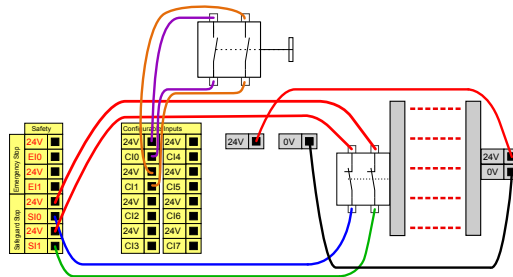 Safety
Emergency Stop
24V
EI0
24V
EI1
Safeguard Stop
24V
SI0
24V
SI1
Configurable Inputs
24V 24V
CI0 CI4
24V 24V
CI1 CI5
24V 24V
CI2 CI6
24V 24V
CI3 CI7
24V 0V
24V
0V